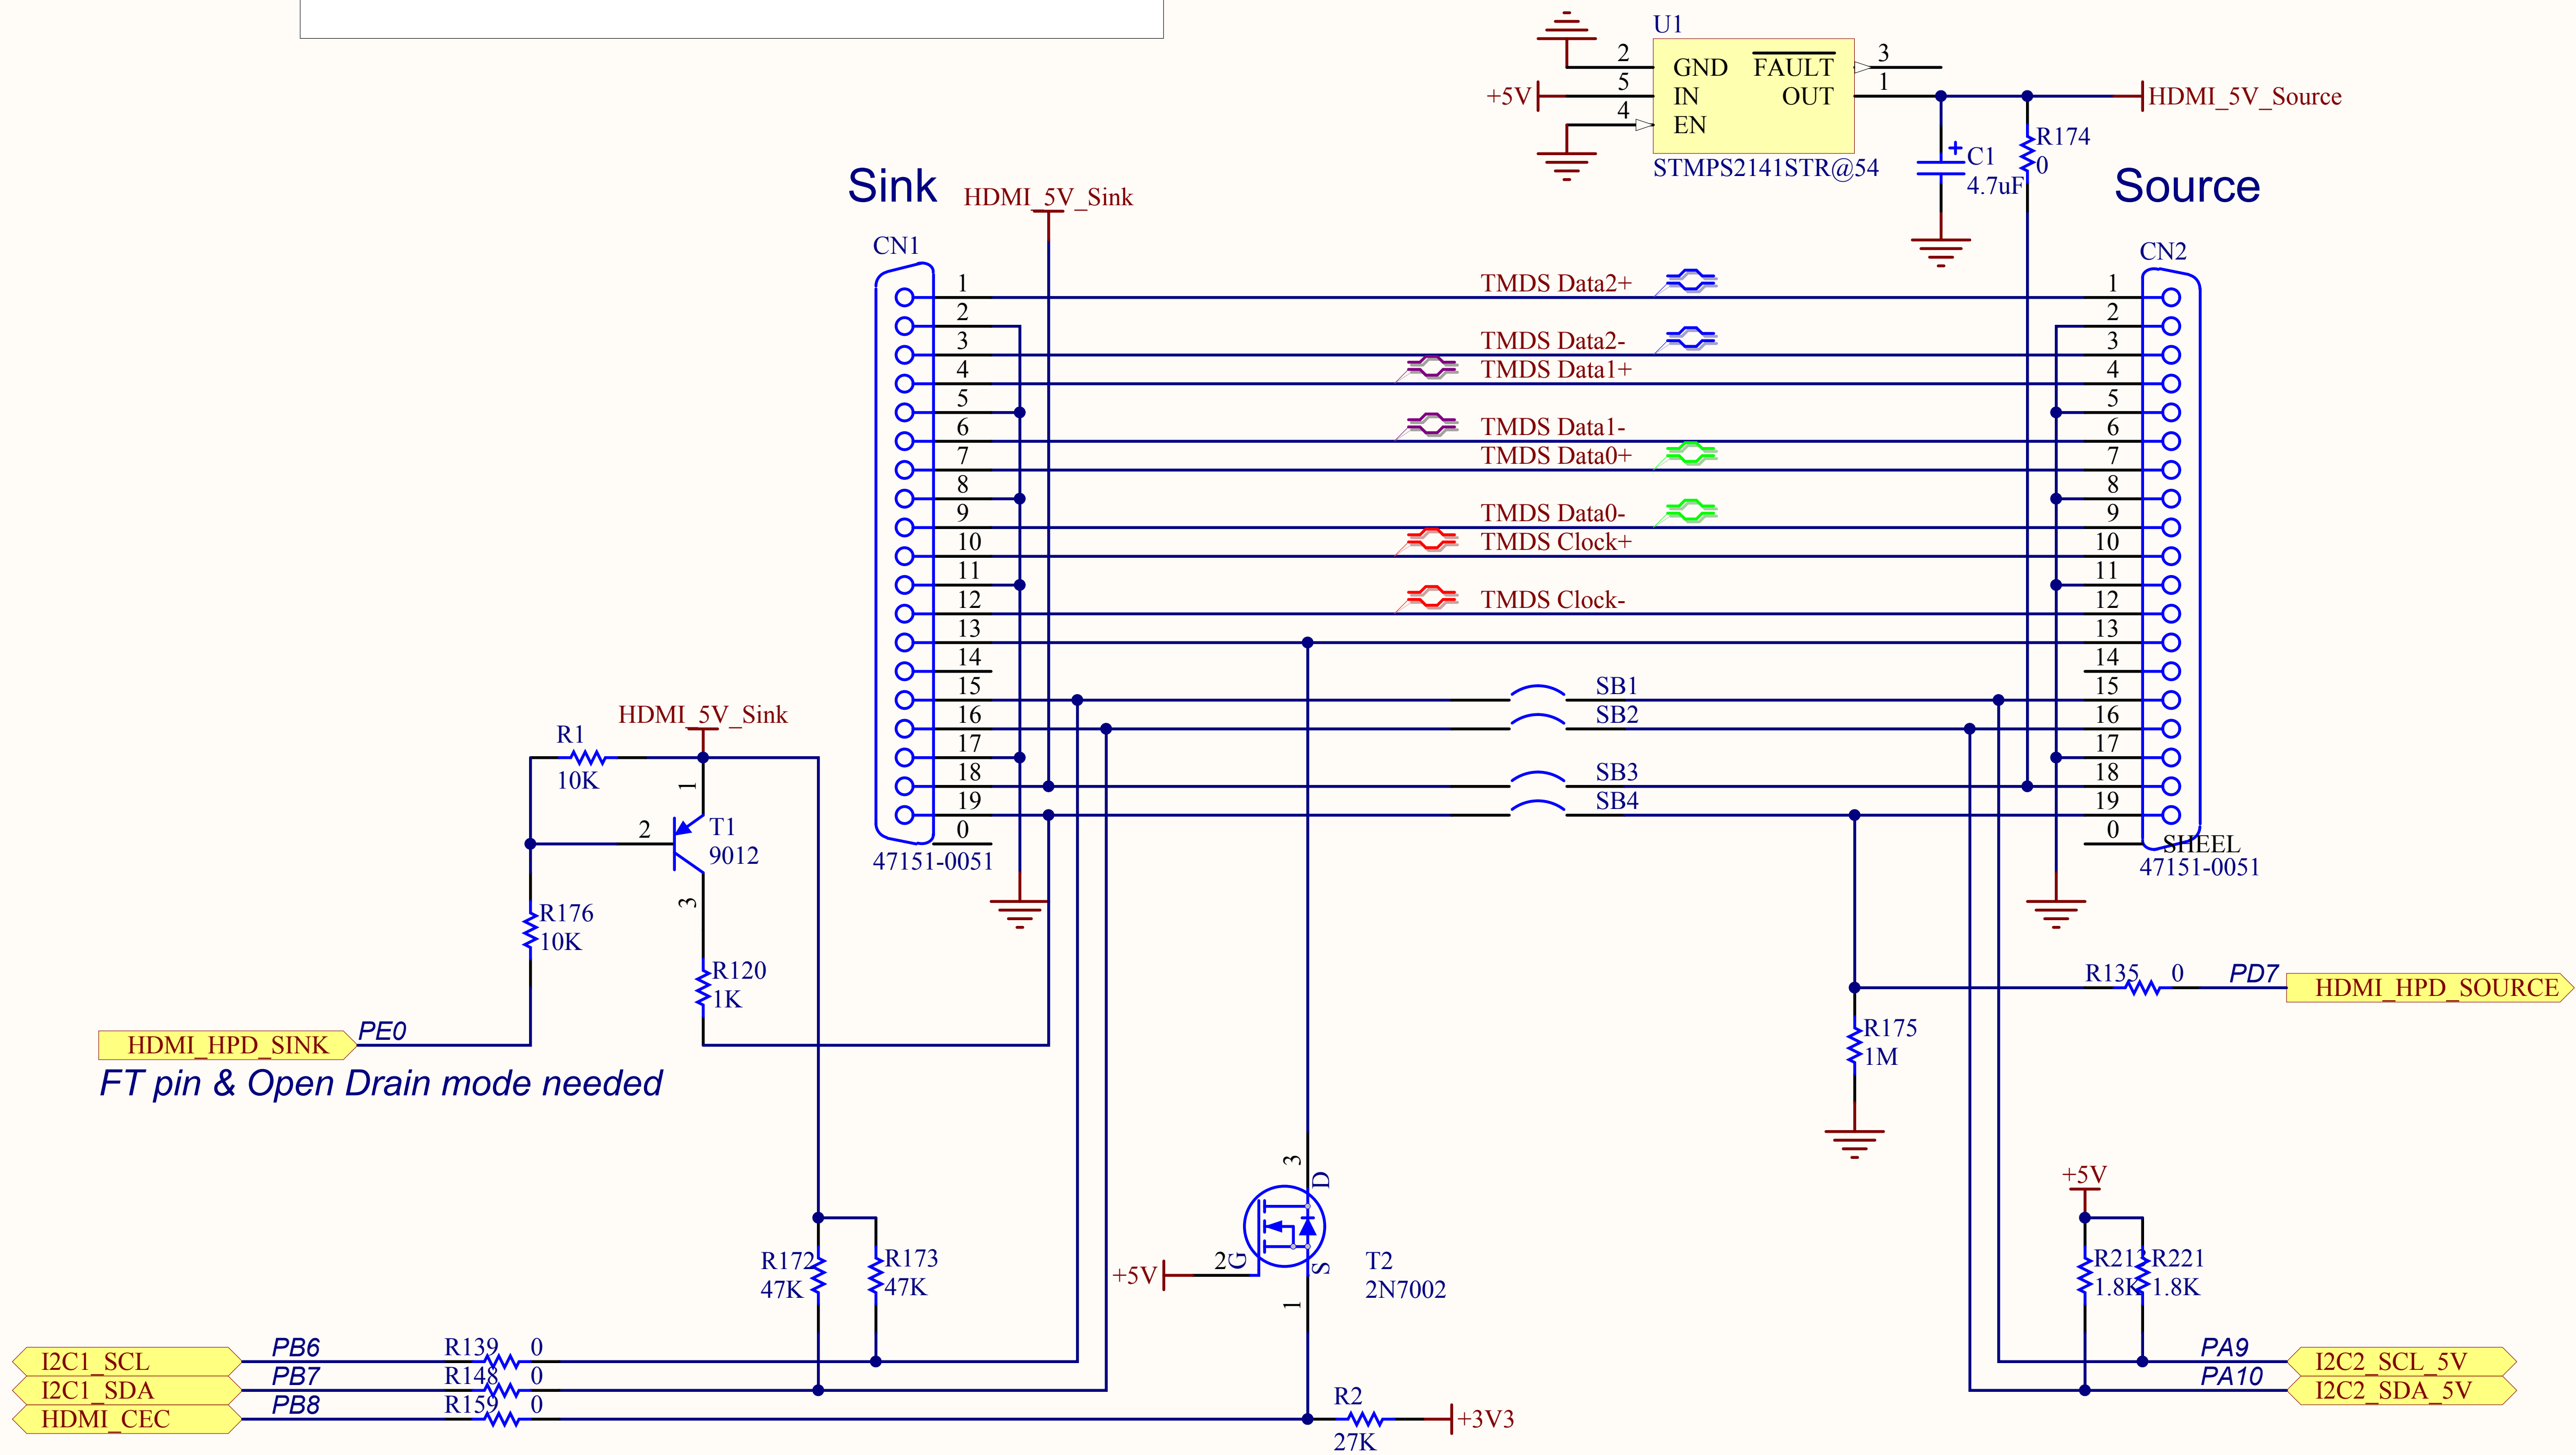 U1
2
GND
FAULT
3
+5V
5
IN
OUT
1
HDMI_5V_Source
4
EN
STMPS2141STR@54
C1
4.7uF
R174
0
Sink
HDMI_5V_Sink
Source
CN1
CN2
1
TMDS Data2+
1
2
2
3
TMDS Data2-
3
4
TMDS Data1+
4
5
5
6
TMDS Data1-
6
7
TMDS Data0+
7
8
8
9
TMDS Data0-
9
10
TMDS Clock+
10
11
11
12
TMDS Clock-
12
13
13
14
14
15
SB1
15
16
SB2
16
17
17
18
SB3
18
19
SB4
19
0
0
SHEEL
47151-0051
47151-0051
HDMI_5V_Sink
R1
10K
1
2
T1
9012
3
R176
10K
R120
1K
HDMI_HPD_SINK
PE0
FT pin & Open Drain mode needed
R135
0
PD7
HDMI_HPD_SOURCE
R175
1M
3
D
+5V
2
G
S
1
T2
2N7002
R172
47K
R173
47K
+5V
R213
1.8K
R221
1.8K
I2C1_SCL
PB6
R139
0
I2C1_SDA
PB7
R148
0
HDMI_CEC
PB8
R159
0
R2
27K
+3V3
PA9
I2C2_SCL_5V
PA10
I2C2_SDA_5V